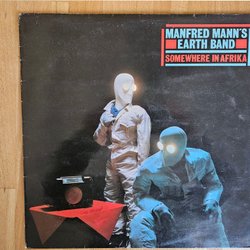 MANFRED MANN'S
EARTH BAND
SOMEWHERE IN AFRIKA